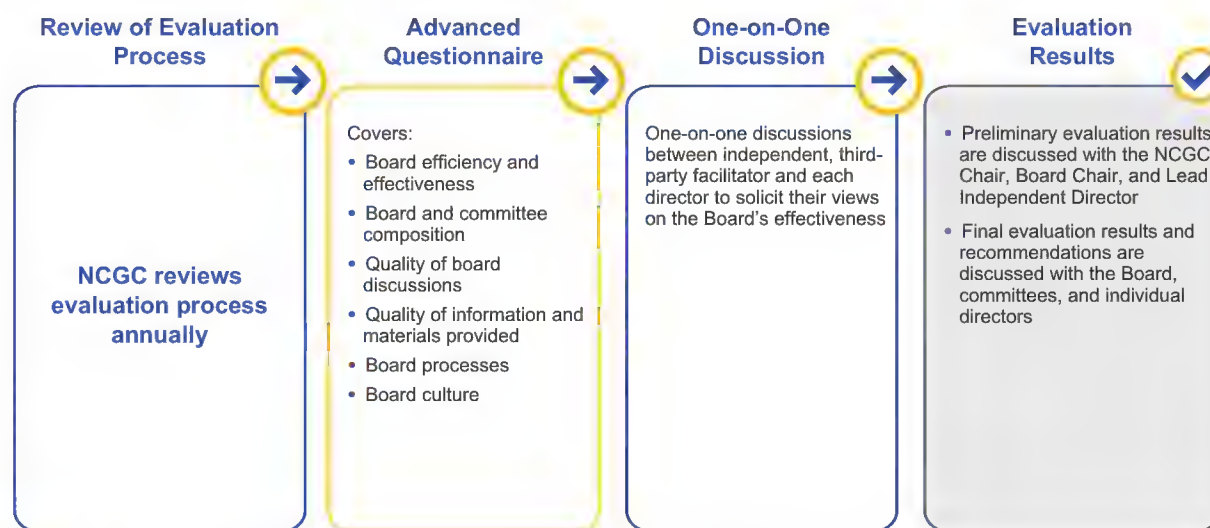 Review of Evaluation
Process
NCGC reviews
evaluation process
annually
Advanced
Questionnaire
Covers:
• Board efficiency and
effectiveness
• Board and committee
composition
• Quality of board
discussions
• Quality of information and
materials provided
• Board processes
• Board culture
One-on-One
Discussion
One-on-one discussions
between independent, third-
party facilitator and each
director to solicit their views
on the Board's effectiveness
Evaluation
Results
• Preliminary evaluation results
are discussed with the NCGC
Chair, Board Chair, and Lead
Independent Director
• Final evaluation results and
recommendations are
discussed with the Board,
committees, and individual
directors